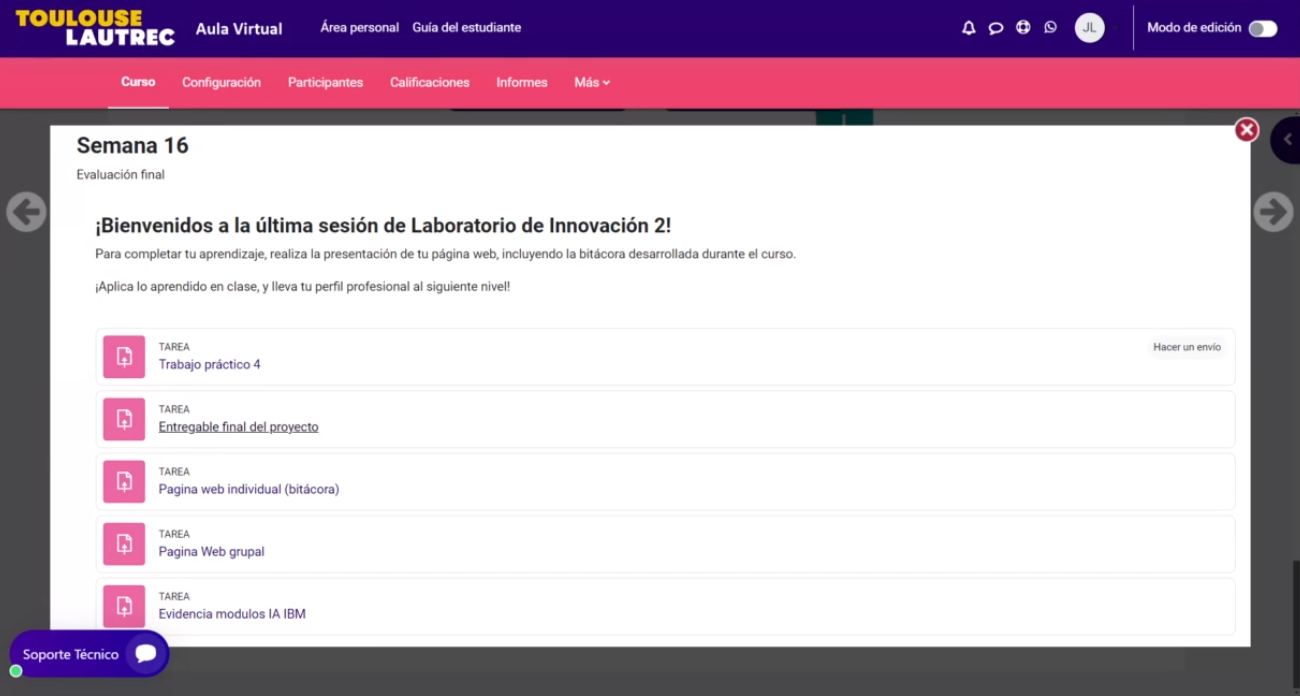 TOULOUSE
LAUTREC
Aula Virtual
Área personal
Guía del estudiante
JL
Modo de edición
Curso
Configuración
Participantes
Calificaciones
Informes
Más
Semana 16
Evaluación final
¡Bienvenidos a la última sesión de Laboratorio de Innovación 2!
Para completar tu aprendizaje, realiza la presentación de tu página web, incluyendo la bitácora desarrollada durante el curso.
¡Aplica lo aprendido en clase, y lleva tu perfil profesional al siguiente nivel!
TAREA
Trabajo práctico 4
Hacer un envío
TAREA
Entregable final del proyecto
TAREA
Pagina web individual (bitácora)
TAREA
Pagina Web grupal
TAREA
Evidencia modulos IA IBM
Soporte Técnico